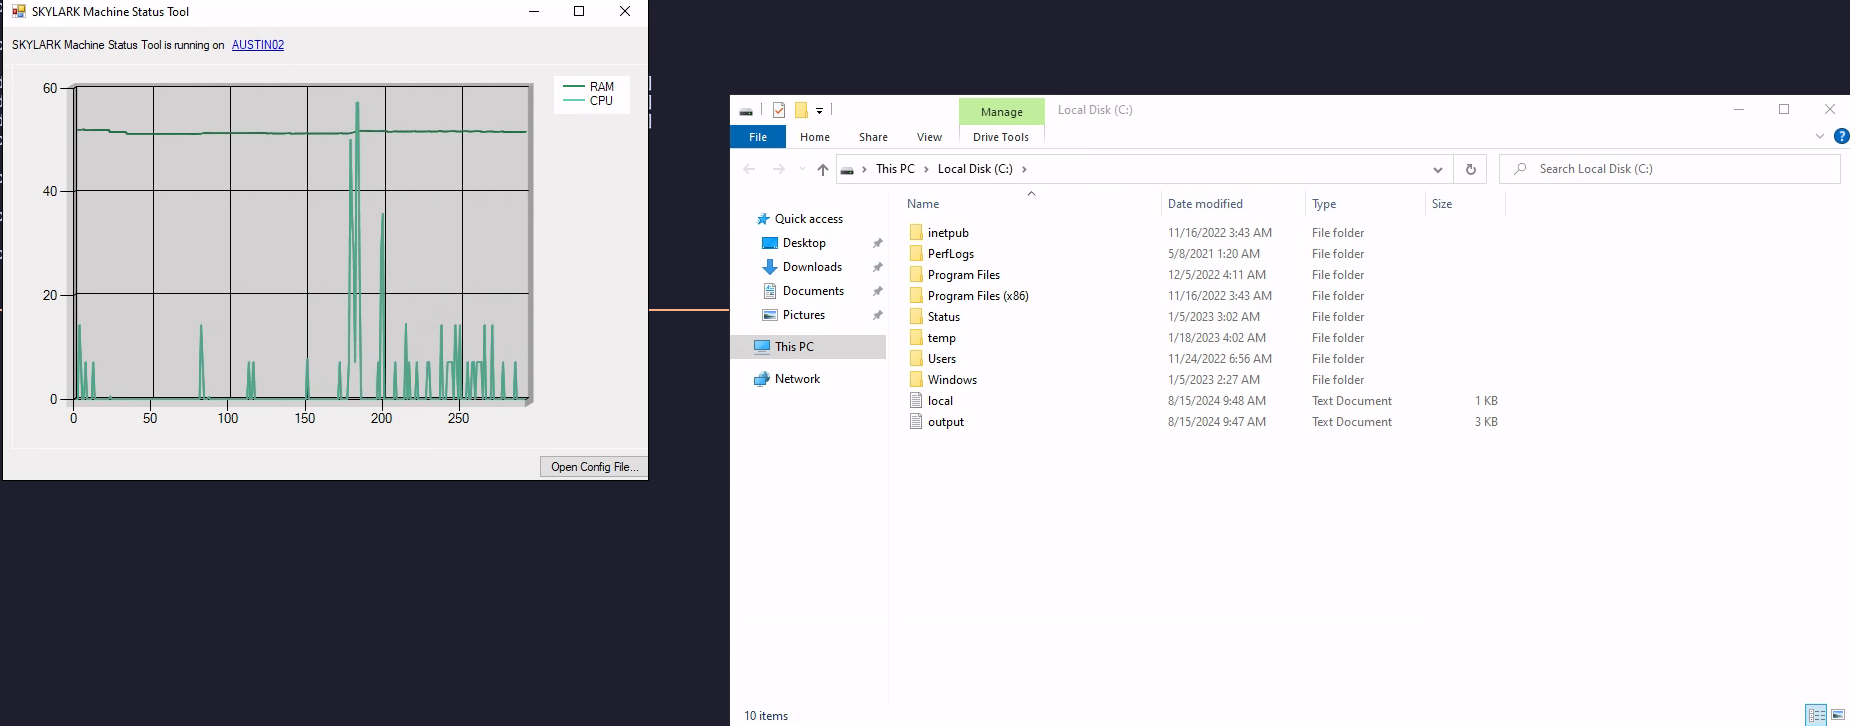 SKYLARK Machine Status Tool
SKYLARK Machine Status Tool is running on AUSTIN02
60
40
20
0
0 50 100 150 200 250
RAM
CPU
Open Config File...
Manage
Local Disk (C:)
File Home Share View Drive Tools
This PC Local Disk (C:)
Search Local Disk (C:)
Quick access
Desktop
Downloads
Documents
Pictures
This PC
Network
Name Date modified Type Size
inetpub 11/16/2022 3:43 AM File folder
PerfLogs 5/8/2021 1:20 AM File folder
Program Files 12/5/2022 4:11 AM File folder
Program Files (x86) 11/16/2022 3:43 AM File folder
Status 1/5/2023 3:02 AM File folder
temp 1/18/2023 4:02 AM File folder
Users 11/24/2022 6:56 AM File folder
Windows 1/5/2023 2:27 AM File folder
local 8/15/2024 9:48 AM Text Document 1 KB
output 8/15/2024 9:47 AM Text Document 3 KB
10 items